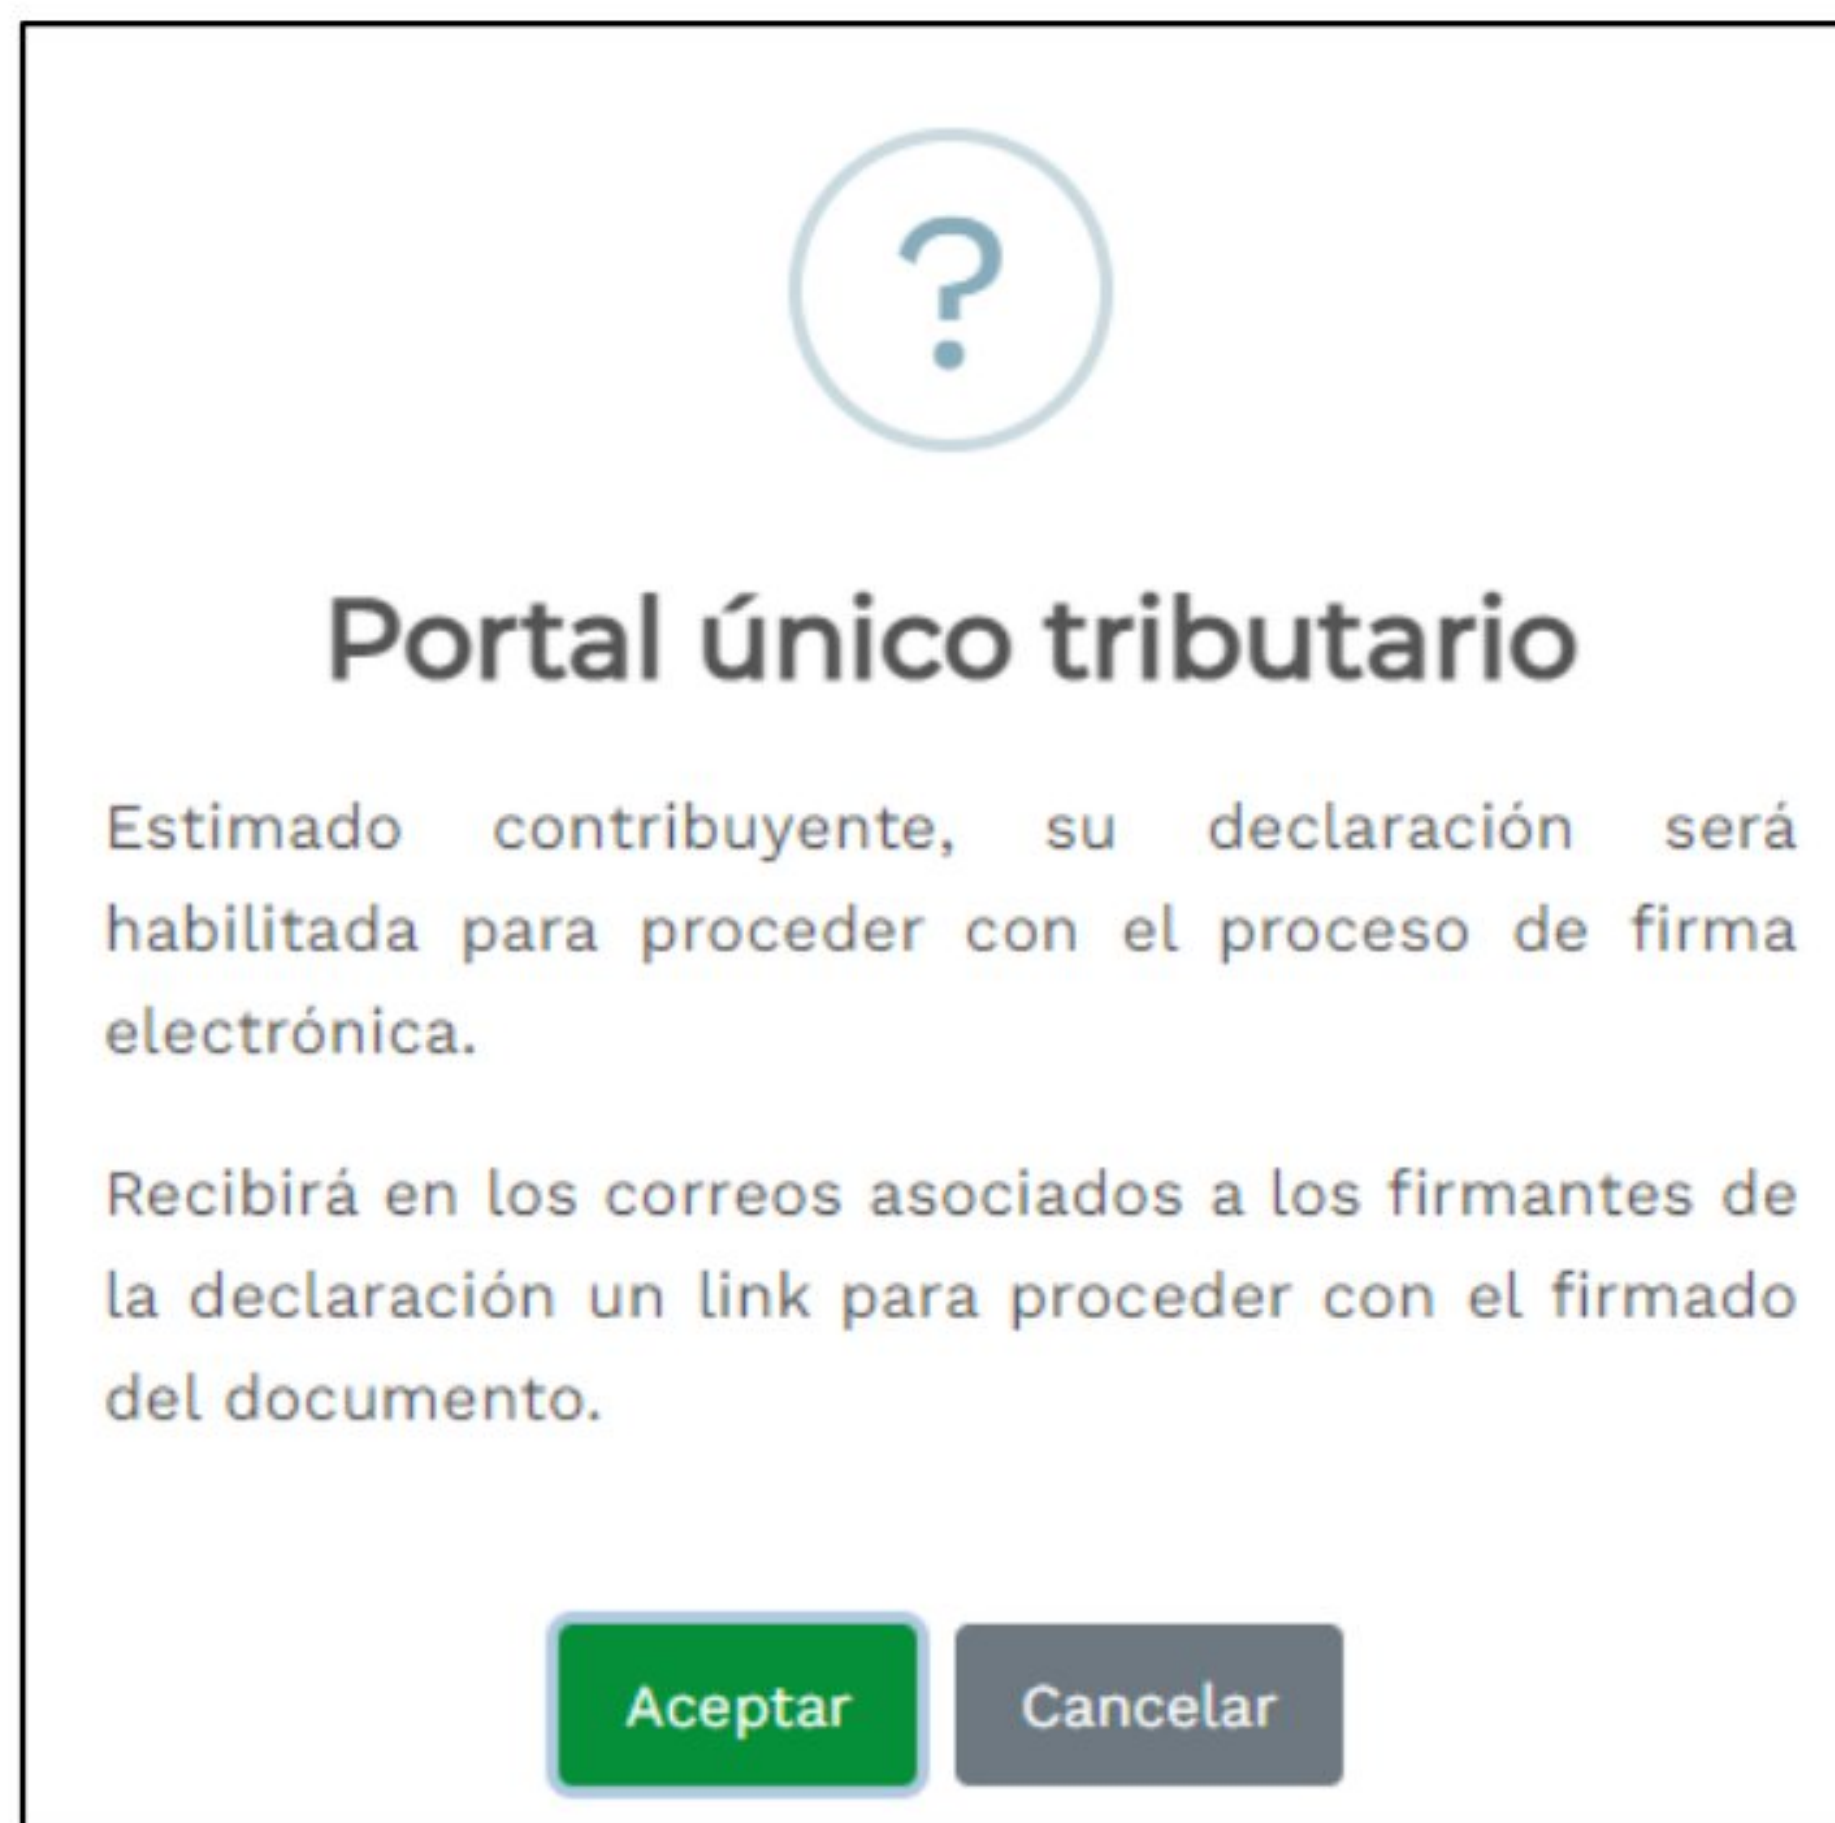 ?
Portal único tributario
Estimado contribuyente, su declaración será
habilitada para proceder con el proceso de firma
electrónica.
Recibirá en los correos asociados a los firmantes de
la declaración un link para proceder con el firmado
del documento.
Aceptar Cancelar